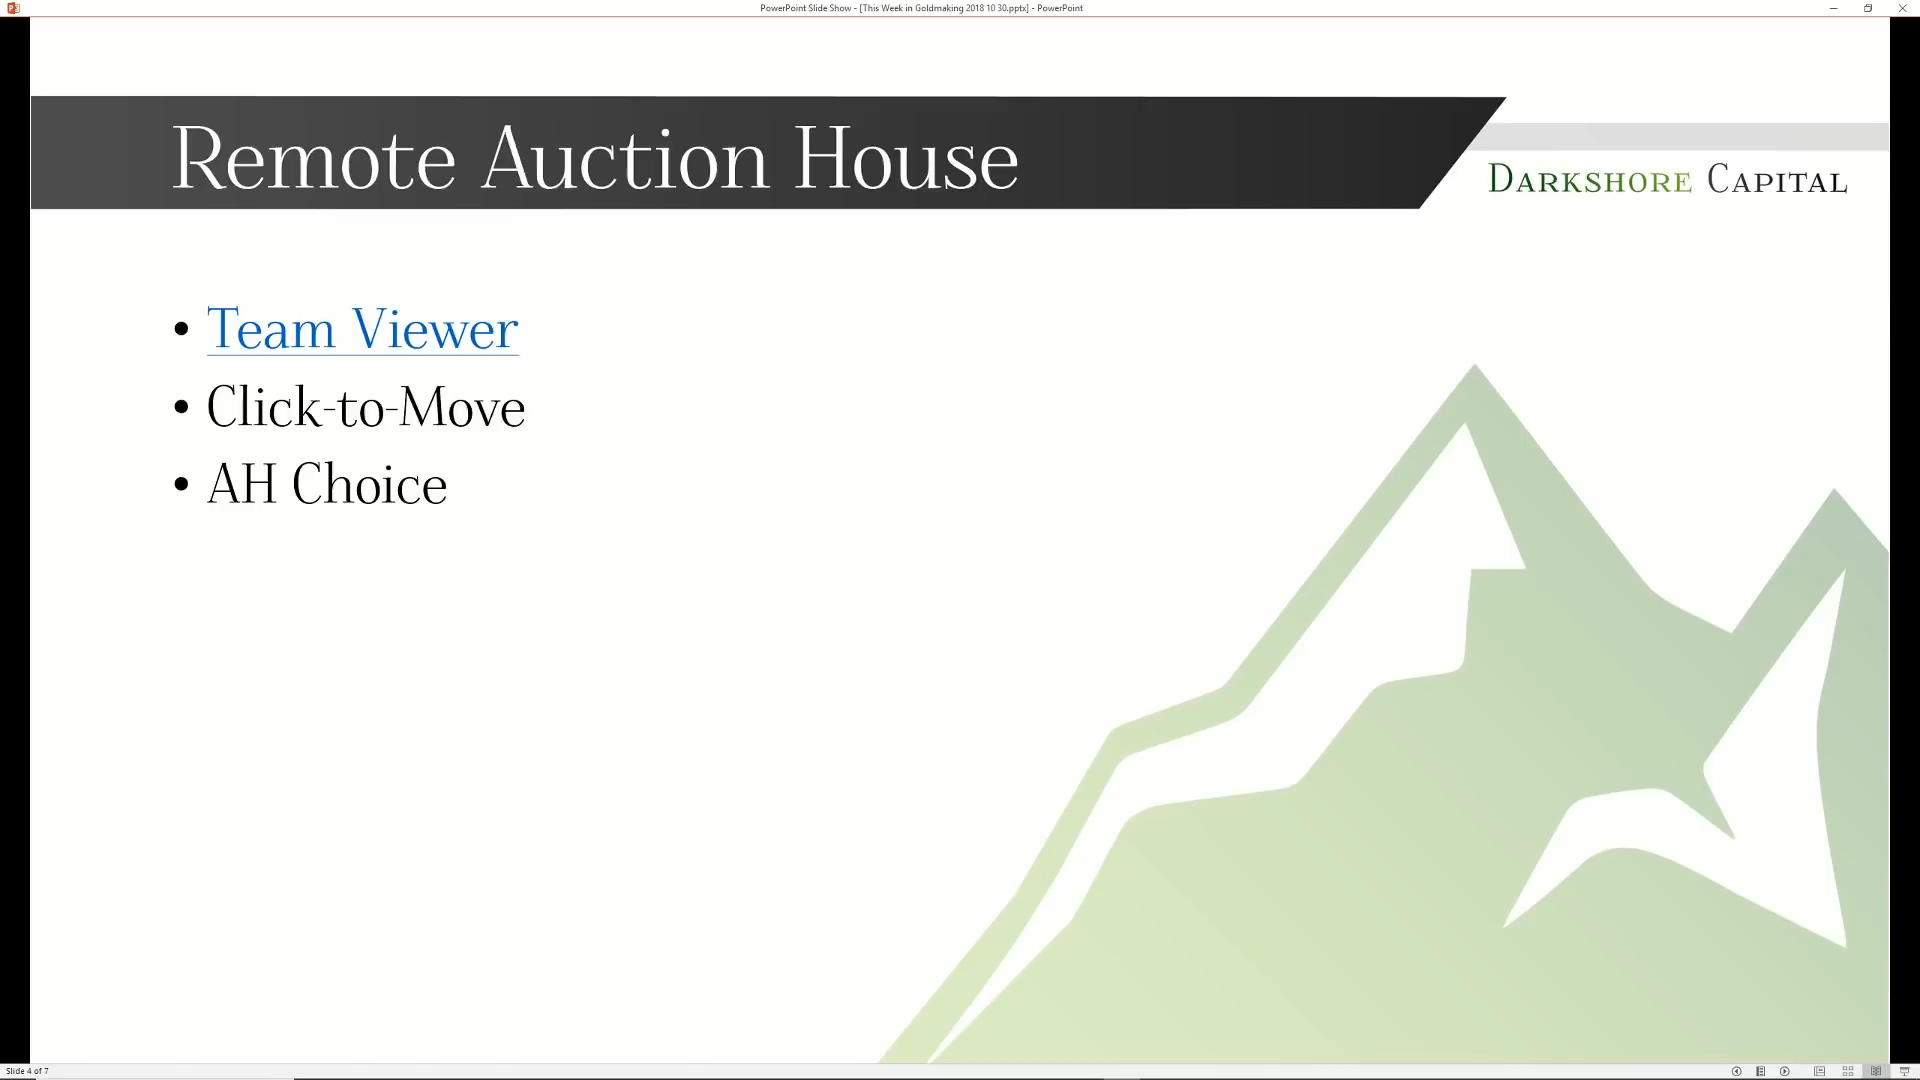 PowerPoint Slide Show - [This Week in Goldmaking 2018 10 30.pptx] - PowerPoint
Remote Auction House
Darkshore Capital
• Team Viewer
• Click-to-Move
• AH Choice
Slide 4 of 7